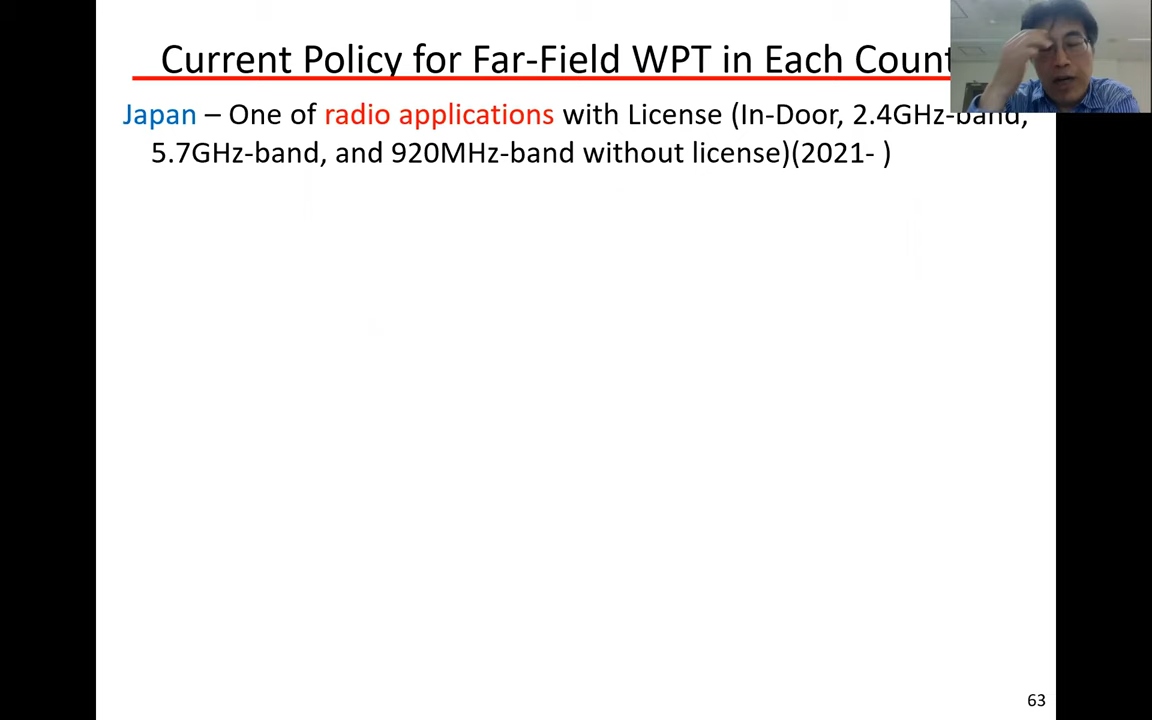 Current Policy for Far-Field WPT in Each
Japan – One of radio applications with License (In-Door, 2.4GHz-band,
5.7GHz-band, and 920MHz-band without license)(2021- )
63